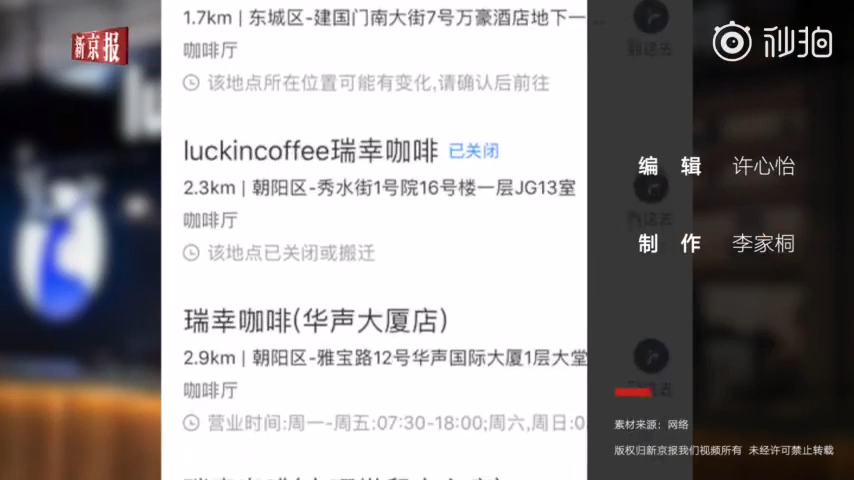 新京报
秒拍
1.7km | 东城区-建国门南大街7号万豪酒店地下一...
咖啡厅
该地点所在位置可能有变化,请确认后前往
luckincoffee瑞幸咖啡 已关闭
2.3km | 朝阳区-秀水街1号院16号楼一层JG13室
咖啡厅
该地点已关闭或搬迁
瑞幸咖啡(华声大厦店)
2.9km | 朝阳区-雅宝路12号华声国际大厦1层大堂
咖啡厅
营业时间:周一-周五:07:30-18:00;周六,周日:0
编 辑 许心怡
制 作 李家桐
素材来源：网络
版权归新京报我们视频所有 未经许可禁止转载